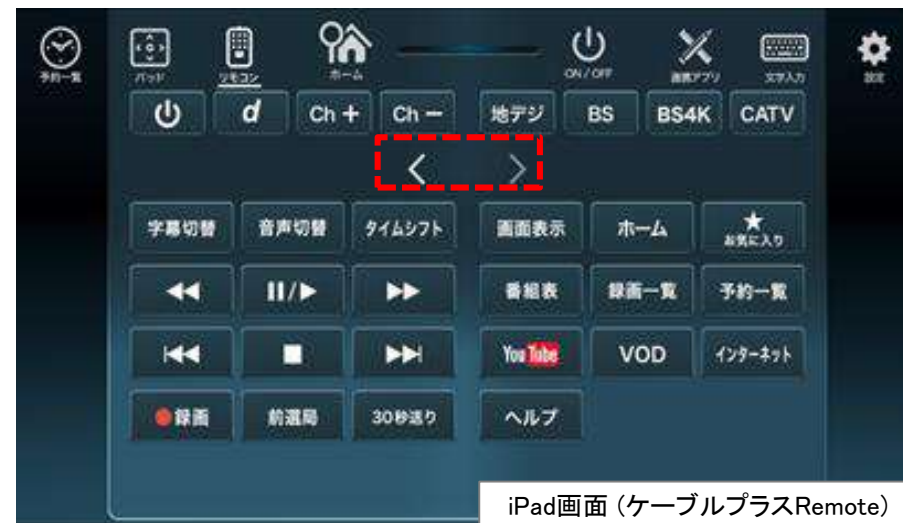 予約一覧 パッド リモコン ホーム ON/OFF 連携アプリ 文字入力 設定
d Ch + Ch − 地デジ BS BS4K CATV
字幕切替 音声切替 タイムシフト 画面表示 ホーム お気に入り
番組表 録画一覧 予約一覧
YouTube VOD インターネット
録画 前選局 30秒送り ヘルプ
iPad画面（ケーブルプラスRemote）